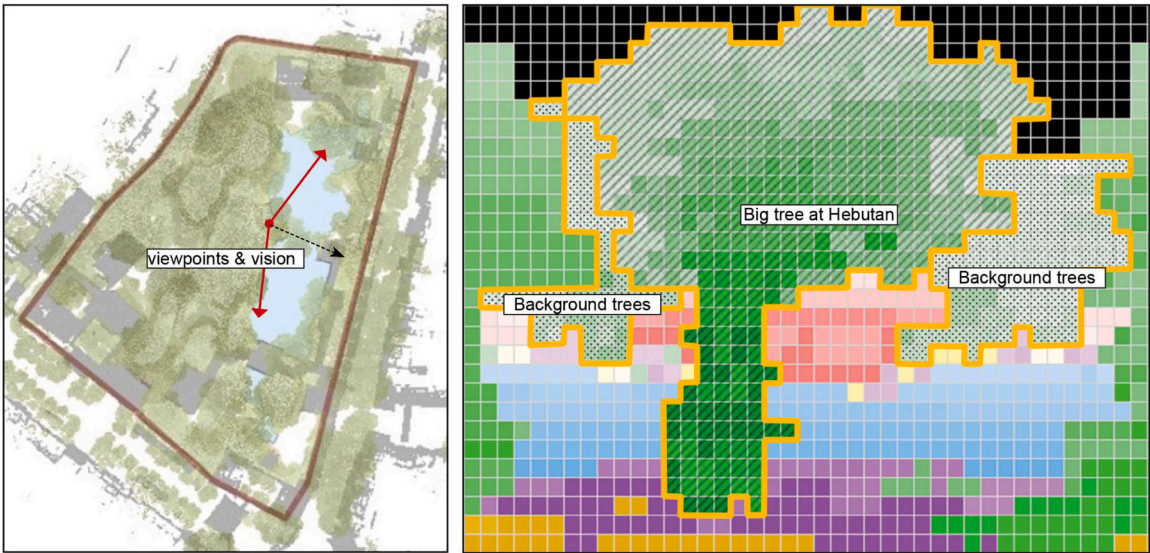 viewpoints & vision
Big tree at Hebutan
Background trees
Background trees